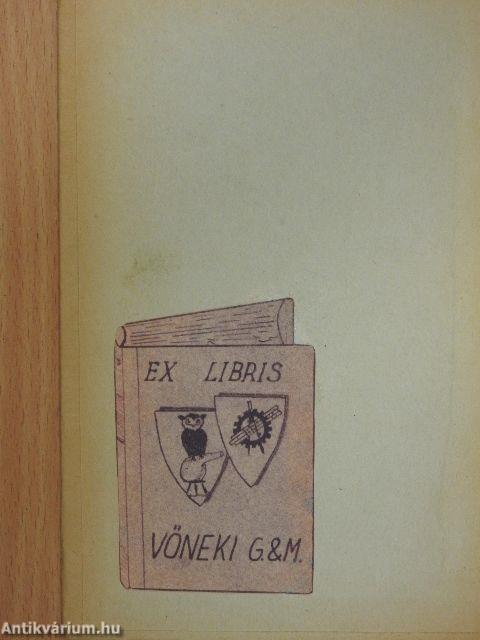 EX LIBRIS
VÖNEKI G.&M.
Antikvárium.hu